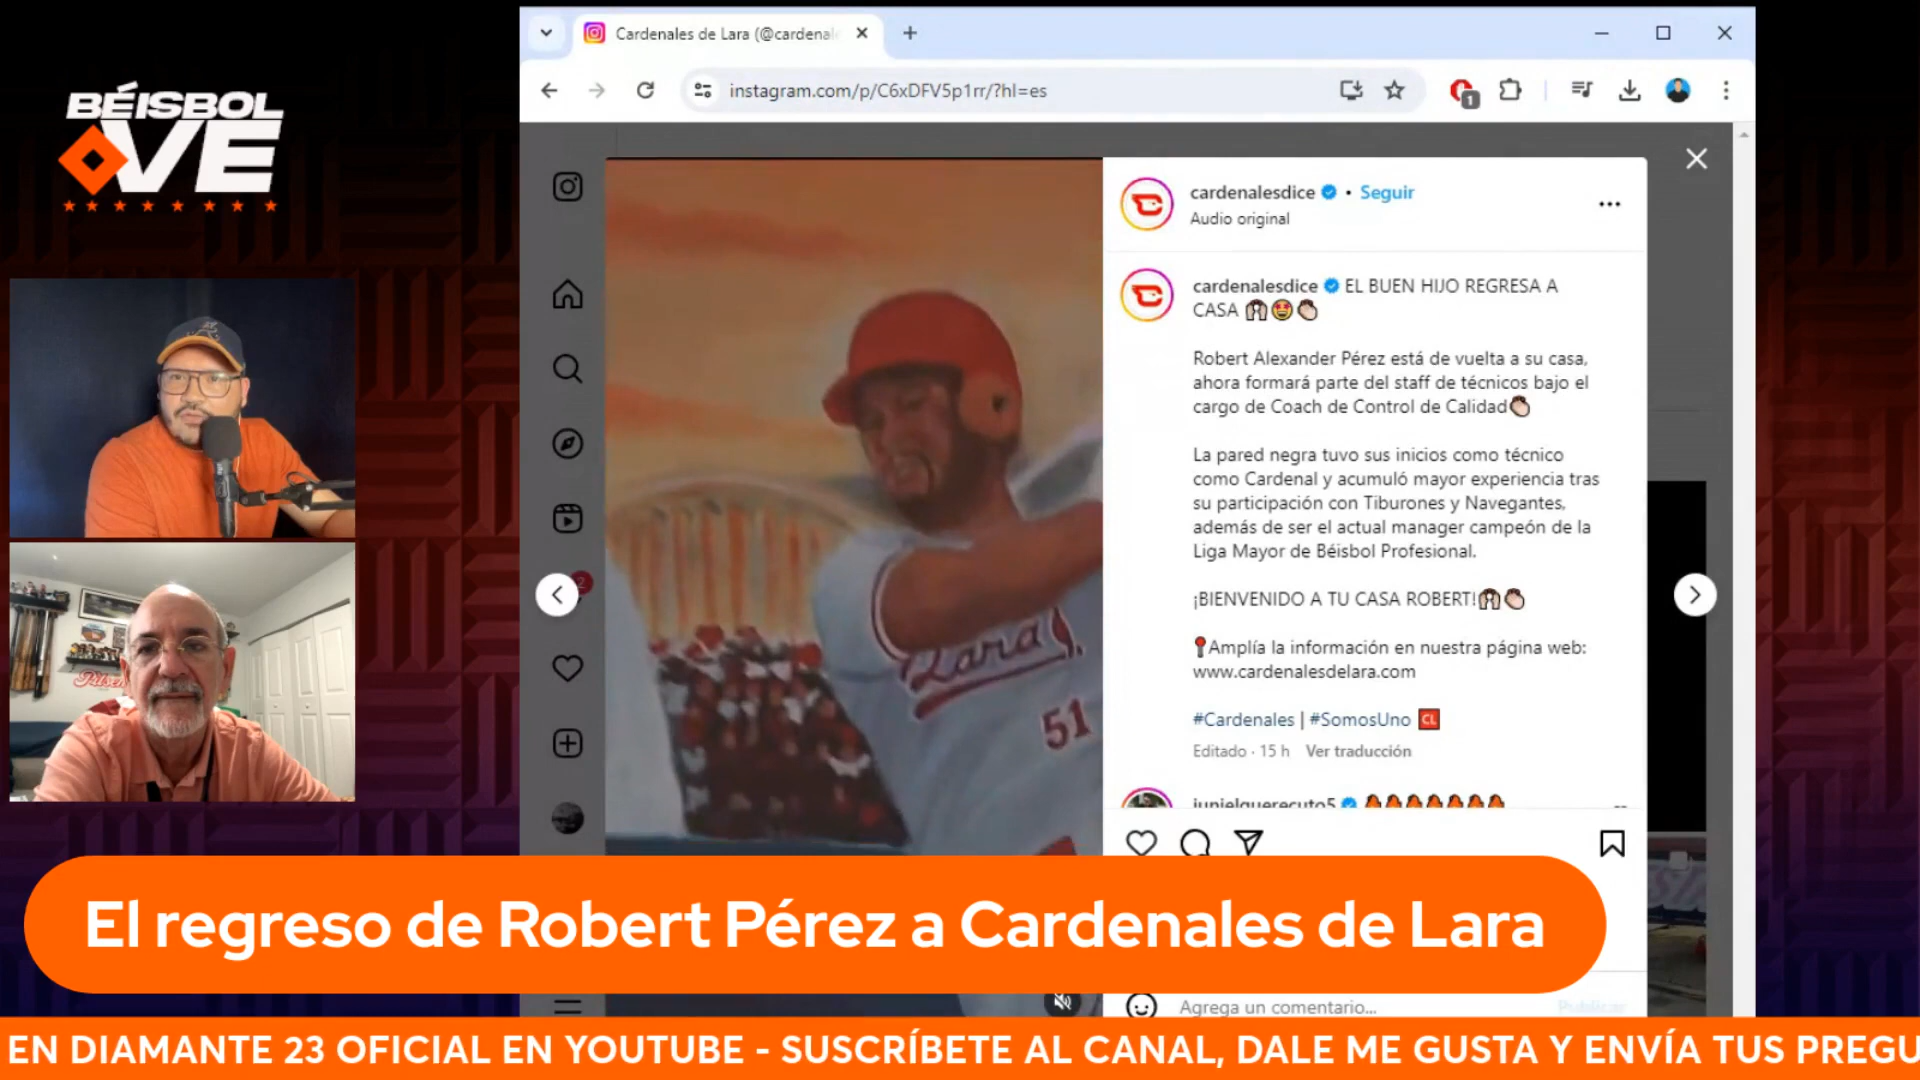 Cardenales de Lara (@cardenal
instagram.com/p/C6xDFV5p1rr/?hl=es
1
BÉISBOL
VE
cardenalesdice • Seguir
Audio original
cardenalesdice EL BUEN HIJO REGRESA A
CASA
Robert Alexander Pérez está de vuelta a su casa,
ahora formará parte del staff de técnicos bajo el
cargo de Coach de Control de Calidad
La pared negra tuvo sus inicios como técnico
como Cardenal y acumuló mayor experiencia tras
su participación con Tiburones y Navegantes,
además de ser el actual manager campeón de la
Liga Mayor de Béisbol Profesional.
¡BIENVENIDO A TU CASA ROBERT!
Amplía la información en nuestra página web:
www.cardenalesdelara.com
#Cardenales | #SomosUno CL
Editado · 15 h Ver traducción
junielquerecuto5
2
Lara
51
El regreso de Robert Pérez a Cardenales de Lara
Agrega un comentario...
Publicar
EN DIAMANTE 23 OFICIAL EN YOUTUBE - SUSCRÍBETE AL CANAL, DALE ME GUSTA Y ENVÍA TUS PREGU